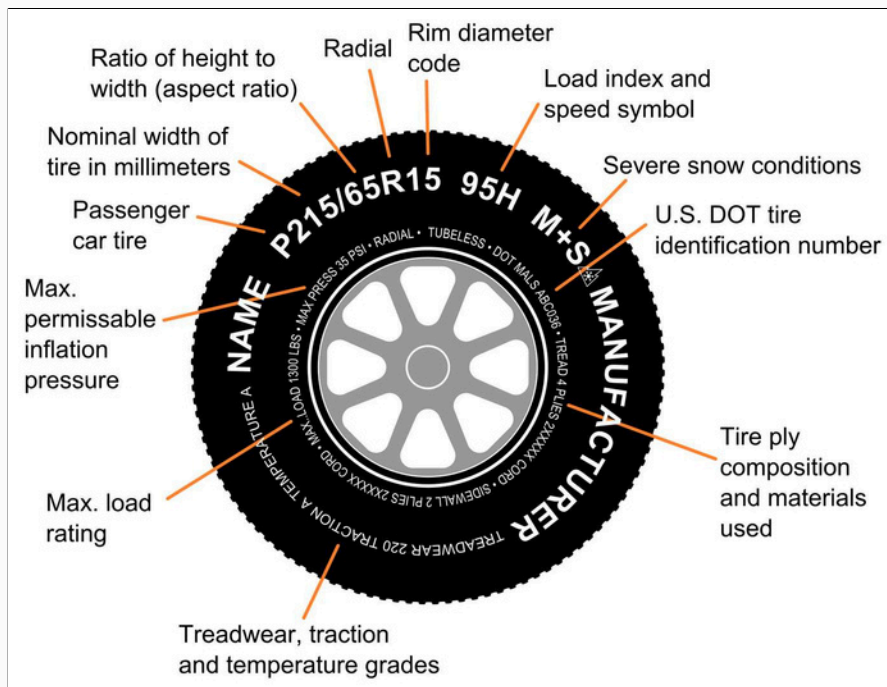 Ratio of height to
width (aspect ratio)
Radial
Rim diameter
code
Load index and
speed symbol
Nominal width of
tire in millimeters
Severe snow conditions
Passenger
car tire
U.S. DOT tire
identification number
Max.
permissable
inflation
pressure
Max. load
rating
Tire ply
composition
and materials
used
Treadwear, traction
and temperature grades
NAME P215/65R15 95H M+S MANUFACTURER
TREADWEAR 220 TRACTION A TEMPERATURE A
MAX. LOAD 1300 LBS • MAX PRESS 35 PSI • RADIAL • TUBELESS • DOT MALS ABC036 • TREAD 4 PLIES 2XXXXX CORD • SIDEWALL 2 PLIES 2XXXXX CORD •